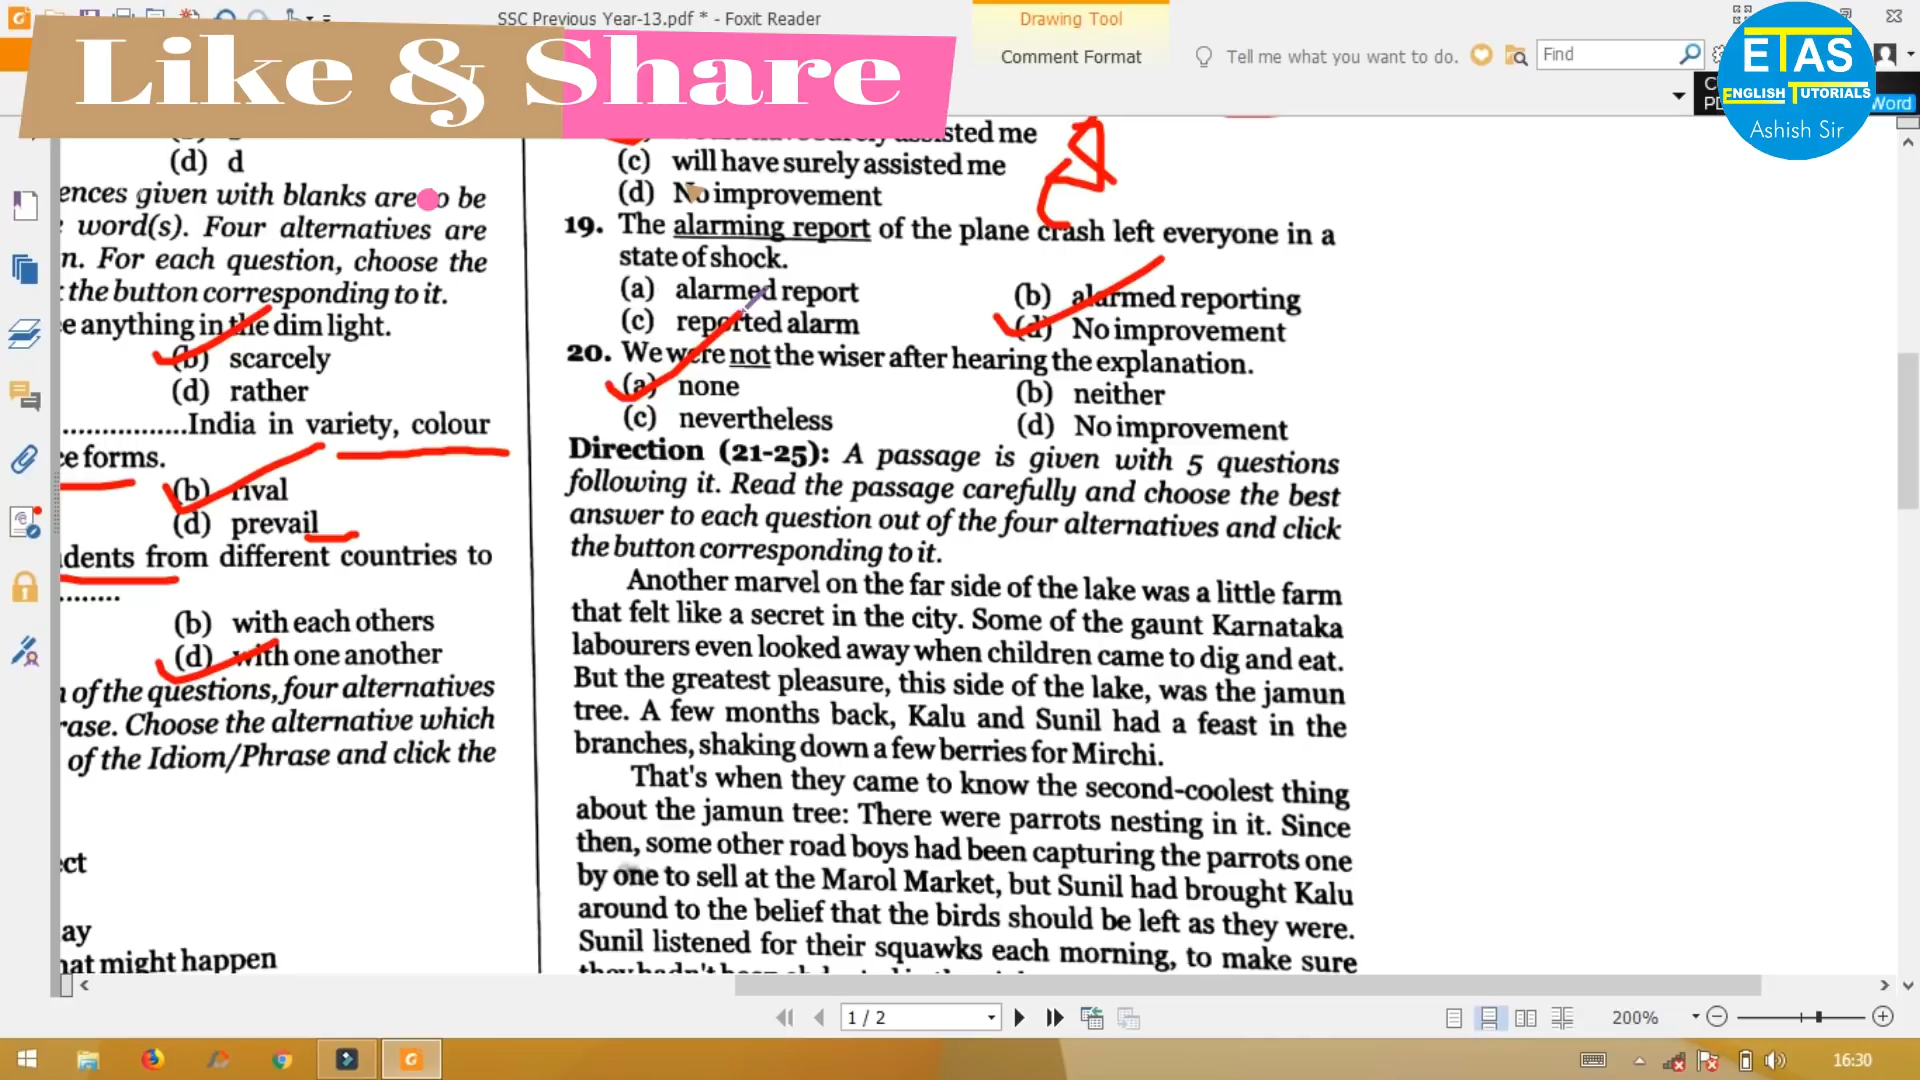 SSC Previous Year-13.pdf * - Foxit Reader
Drawing Tool
Comment Format
Tell me what you want to do.
Find
Like & Share
ETAS
ENGLISH TUTORIALS
Ashish Sir
Word
(d) d
ences given with blanks are to be
word(s). Four alternatives are
n. For each question, choose the
the button corresponding to it.
e anything in the dim light.
(b) scarcely
(d) rather
................India in variety, colour
ce forms.
(b) rival
(d) prevail
dents from different countries to
........
(b) with each others
(d) with one another
of the questions, four alternatives
rase. Choose the alternative which
of the Idiom/Phrase and click the
ect
ay
hat might happen
assisted me
(c) will have surely assisted me
(d) No improvement
19. The alarming report of the plane crash left everyone in a
state of shock.
(a) alarmed report (b) alarmed reporting
(c) reported alarm (d) No improvement
20. We were not the wiser after hearing the explanation.
(a) none (b) neither
(c) nevertheless (d) No improvement
Direction (21-25): A passage is given with 5 questions
following it. Read the passage carefully and choose the best
answer to each question out of the four alternatives and click
the button corresponding to it.
Another marvel on the far side of the lake was a little farm
that felt like a secret in the city. Some of the gaunt Karnataka
labourers even looked away when children came to dig and eat.
But the greatest pleasure, this side of the lake, was the jamun
tree. A few months back, Kalu and Sunil had a feast in the
branches, shaking down a few berries for Mirchi.
That's when they came to know the second-coolest thing
about the jamun tree: There were parrots nesting in it. Since
then, some other road boys had been capturing the parrots one
by one to sell at the Marol Market, but Sunil had brought Kalu
around to the belief that the birds should be left as they were.
Sunil listened for their squawks each morning, to make sure
1 / 2
200%
16:30